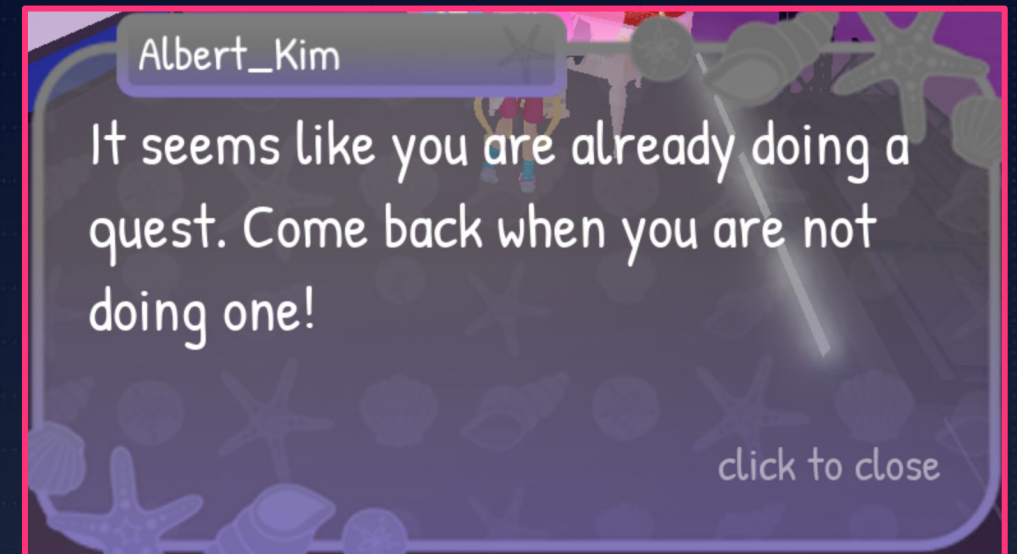 Albert_Kim
It seems like you are already doing a
quest. Come back when you are not
doing one!
click to close